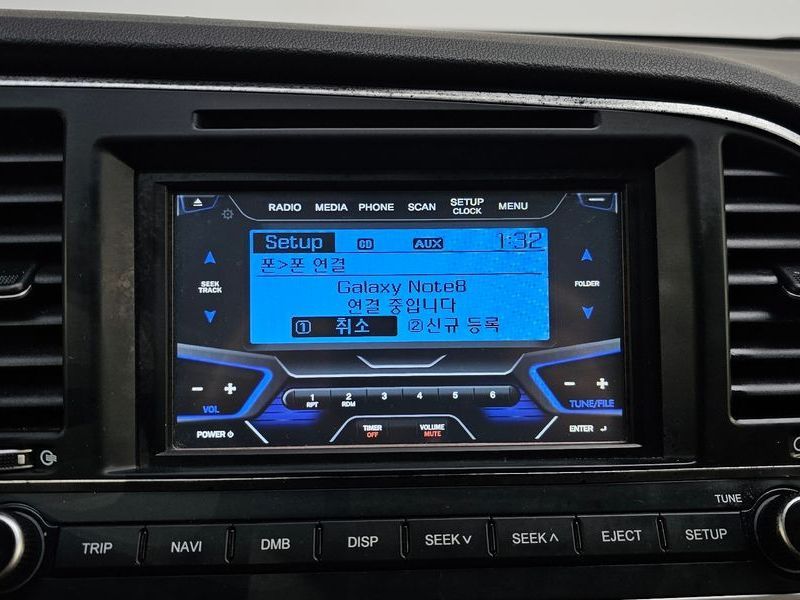 RADIO MEDIA PHONE SCAN SETUP CLOCK MENU
Setup CD AUX 1:32
폰>폰 연결
Galaxy Note8
연결 중입니다
① 취소 ②신규 등록
SEEK
TRACK
FOLDER
VOL
1 RPT 2 RDM 3 4 5 6
TUNE/FILE
POWER
TIMER OFF
VOLUME MUTE
ENTER
TUNE
TRIP NAVI DMB DISP SEEK∨ SEEK∧ EJECT SETUP